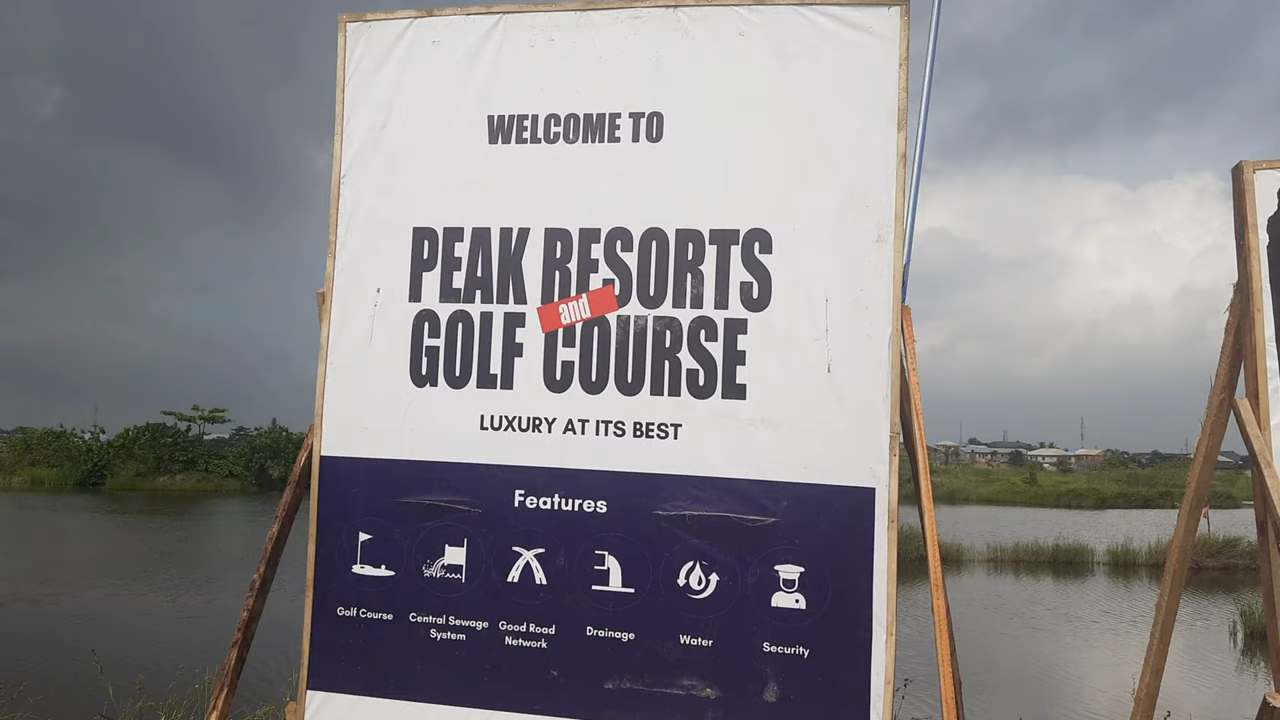 WELCOME TO
PEAK RESORTS
and
GOLF COURSE
LUXURY AT ITS BEST
Features
Golf Course
Central Sewage
System
Good Road
Network
Drainage
Water
Security